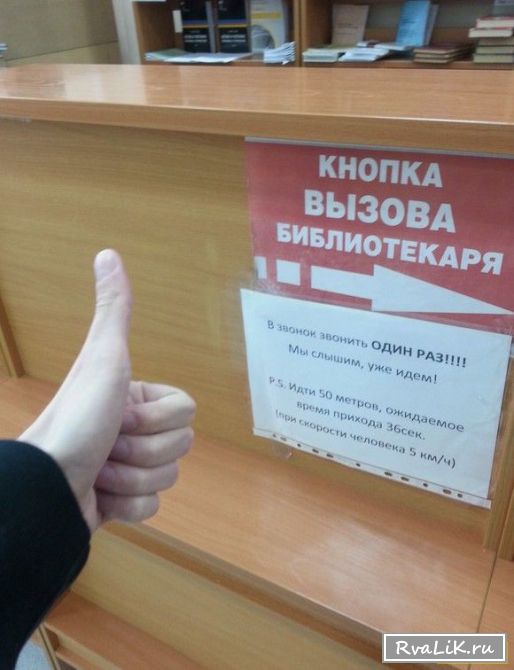 КНОПКА
ВЫЗОВА
БИБЛИОТЕКАРЯ
В звонок звонить ОДИН РАЗ!!!!
Мы слышим, уже идем!
P.S. Идти 50 метров, ожидаемое
время прихода 36сек.
(при скорости человека 5 км/ч)
RvaLiK.ru